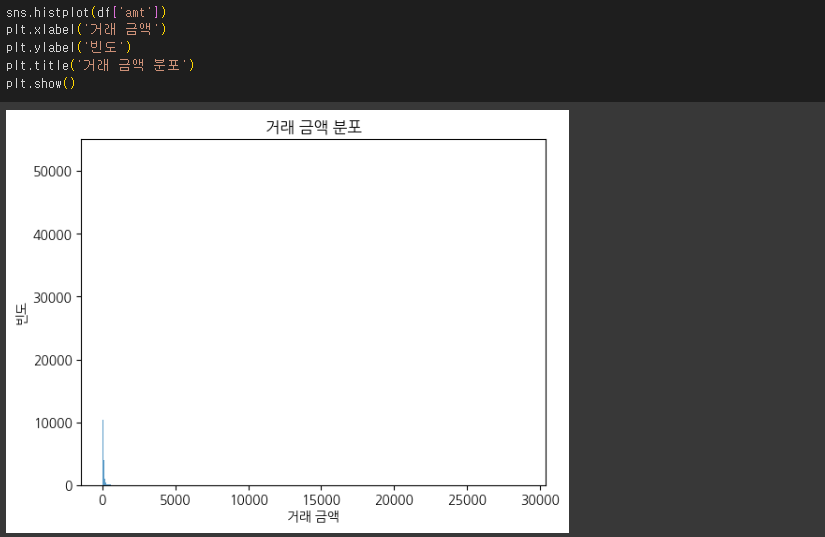 sns.histplot(df['amt'])
plt.xlabel('거래 금액')
plt.ylabel('빈도')
plt.title('거래 금액 분포')
plt.show()
거래 금액 분포
50000
40000
30000
20000
10000
0
빈도
0 5000 10000 15000 20000 25000 30000
거래 금액